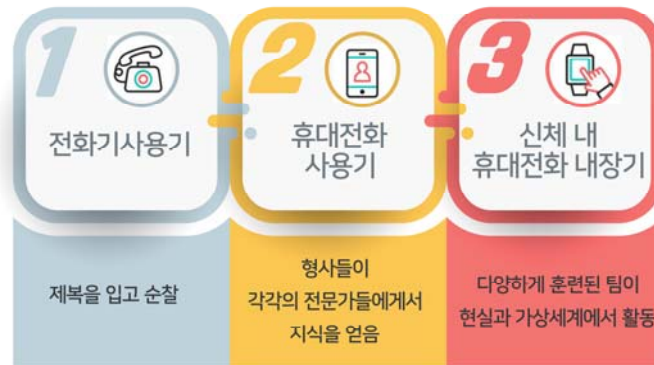 1
전화기사용기
제복을 입고 순찰
2
휴대전화
사용기
형사들이
각각의 전문가들에게서
지식을 얻음
3
신체 내
휴대전화 내장기
다양하게 훈련된 팀이
현실과 가상세계에서 활동